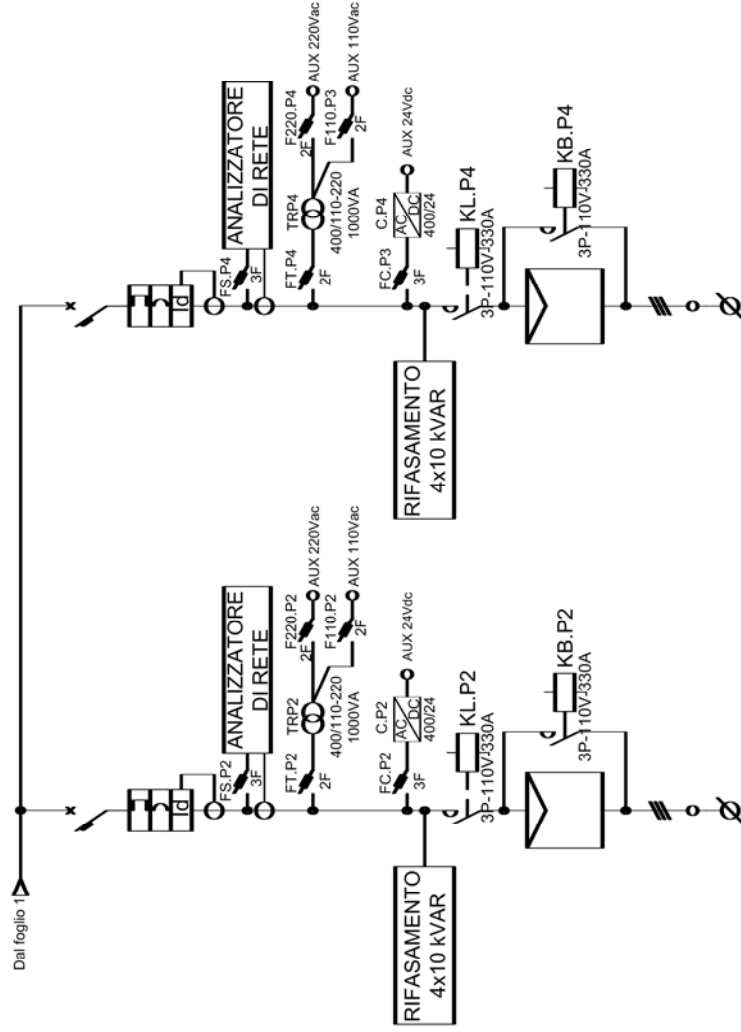 Dal foglio 1
Id
FS.P2
3F
ANALIZZATORE
DI RETE
FT.P2
2F
TRP2
400/110-220
1000VA
F220.P2
2F
AUX 220Vac
F110.P2
2F
AUX 110Vac
FC.P2
3F
C.P2
AC
DC
400/24
AUX 24Vdc
RIFASAMENTO
4x10 kVAR
KL.P2
3P-110V-330A
KB.P2
3P-110V-330A
Id
FS.P4
3F
ANALIZZATORE
DI RETE
FT.P4
2F
TRP4
400/110-220
1000VA
F220.P4
2F
AUX 220Vac
F110.P3
2F
AUX 110Vac
FC.P3
3F
C.P4
AC
DC
400/24
AUX 24Vdc
RIFASAMENTO
4x10 kVAR
KL.P4
3P-110V-330A
KB.P4
3P-110V-330A